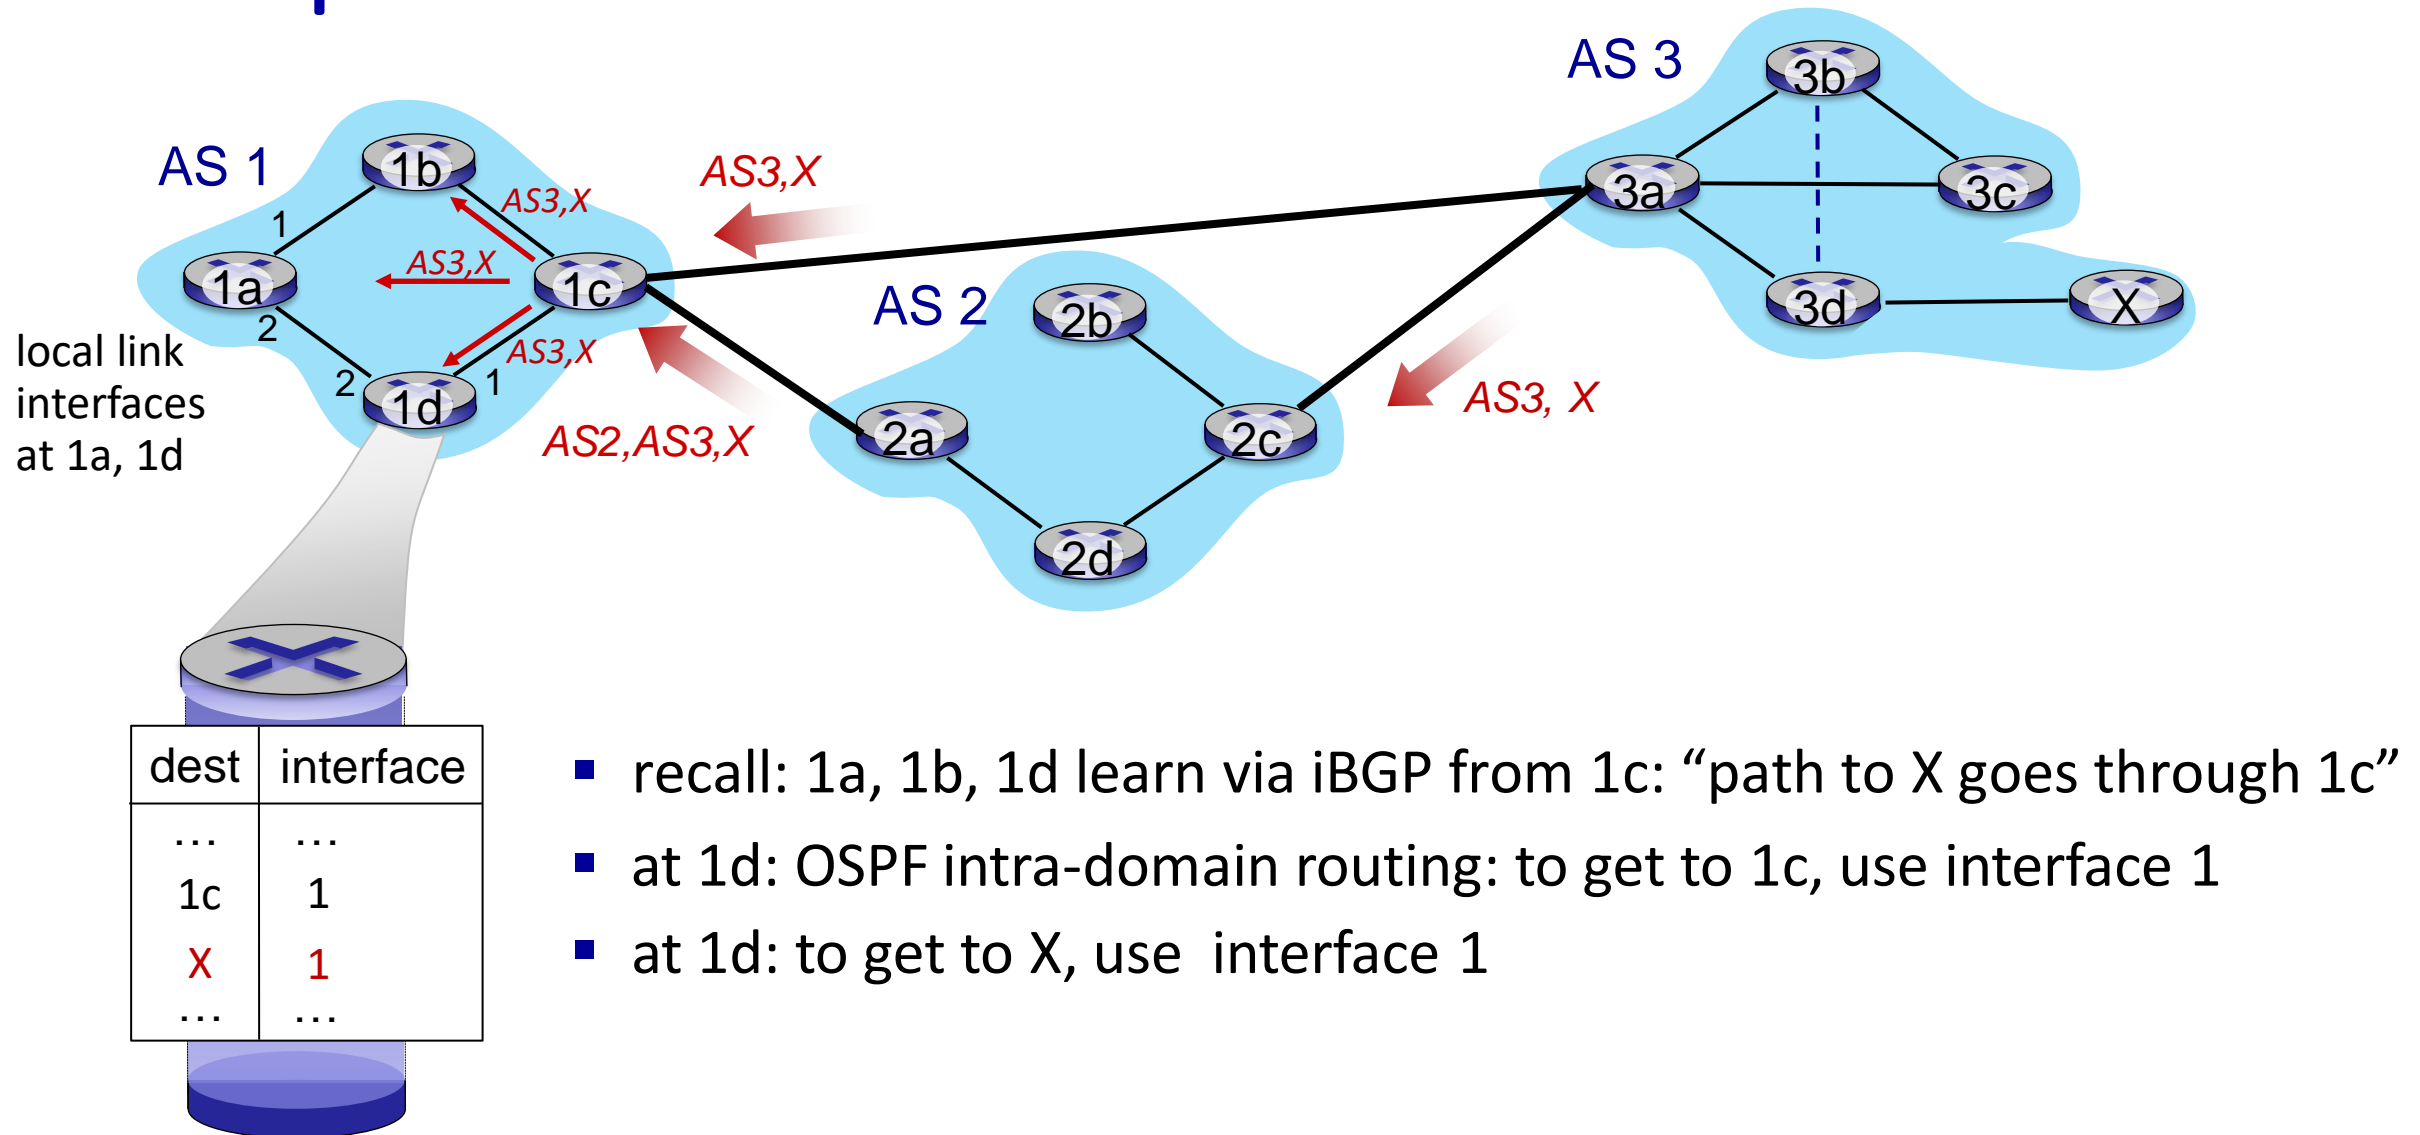 AS 3
3b
AS 1
1b
AS3,X
3a
3c
AS3,X
1
AS3,X
1a
1c
AS 2
2b
3d
X
2
local link
interfaces
at 1a, 1d
AS3,X
2
1
1d
AS3, X
2a
2c
AS2,AS3,X
2d
dest interface
... ...
1c 1
X 1
... ...
▪ recall: 1a, 1b, 1d learn via iBGP from 1c: “path to X goes through 1c”
▪ at 1d: OSPF intra-domain routing: to get to 1c, use interface 1
▪ at 1d: to get to X, use  interface 1